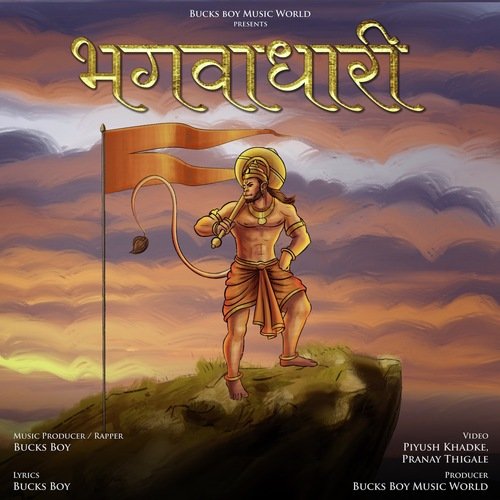 BUCKS BOY MUSIC WORLD
PRESENTS
भगवाधारी
MUSIC PRODUCER / RAPPER
BUCKS BOY
LYRICS
BUCKS BOY
VIDEO
PIYUSH KHADKE,
PRANAY THIGALE
PRODUCER
BUCKS BOY MUSIC WORLD